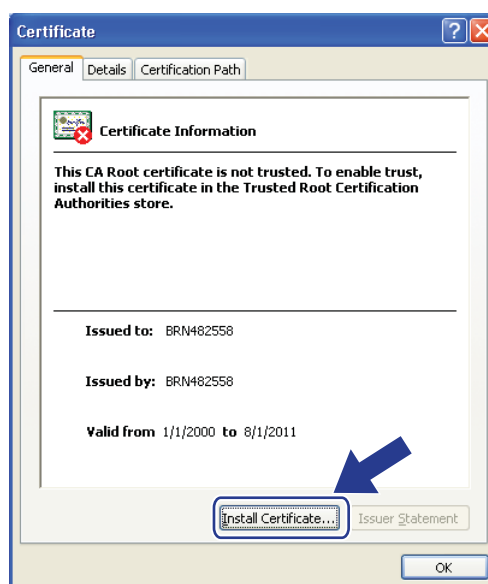 Certificate
General Details Certification Path
Certificate Information
This CA Root certificate is not trusted. To enable trust,
install this certificate in the Trusted Root Certification
Authorities store.
Issued to: BRN482558
Issued by: BRN482558
Valid from 1/1/2000 to 8/1/2011
Install Certificate... Issuer Statement
OK